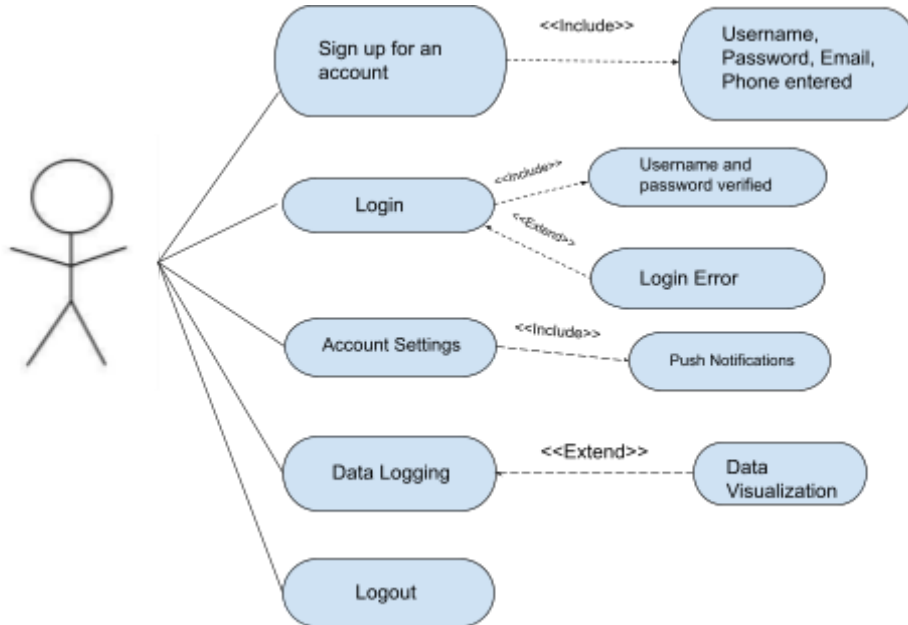 Sign up for an
account
<<Include>>
Username,
Password, Email,
Phone entered
Login
<<Include>>
Username and
password verified
<<Extend>>
Login Error
Account Settings
<<Include>>
Push Notifications
Data Logging
<<Extend>>
Data
Visualization
Logout